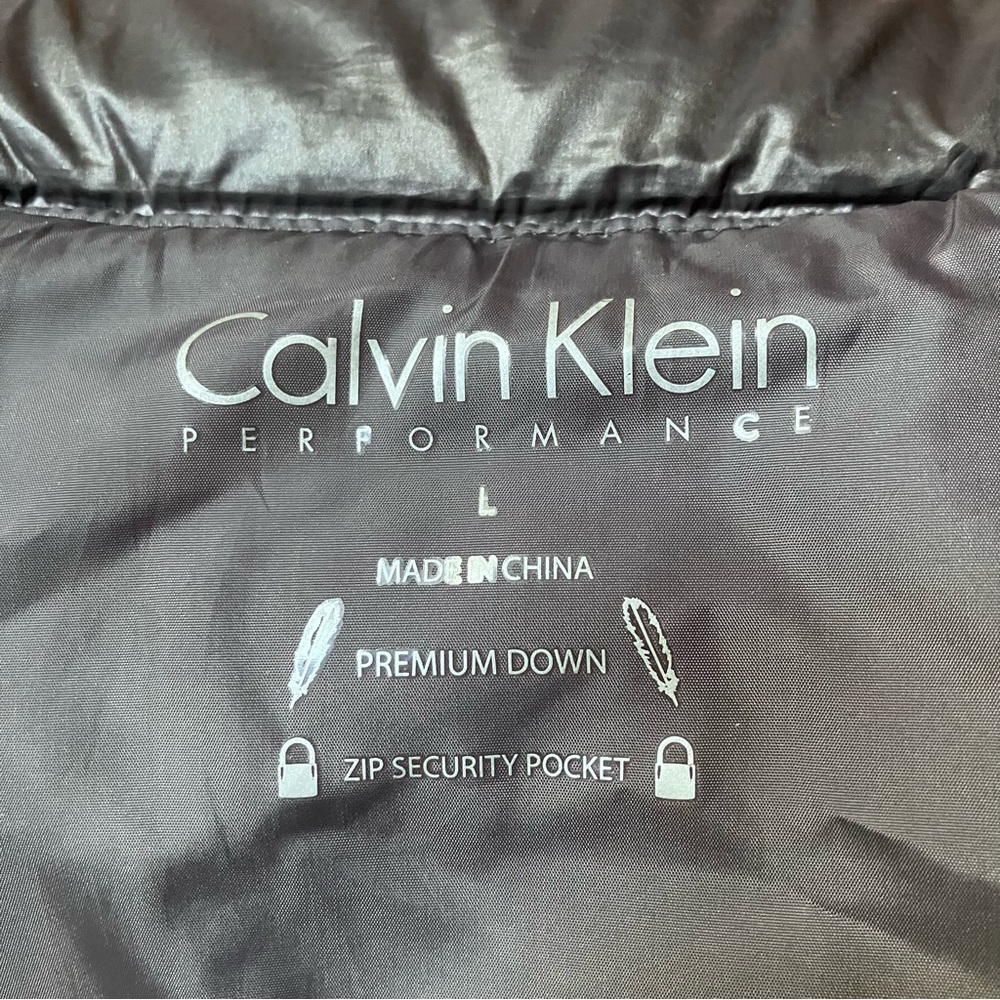 Calvin Klein
PERFORMANCE
L
MADE IN CHINA
PREMIUM DOWN
ZIP SECURITY POCKET